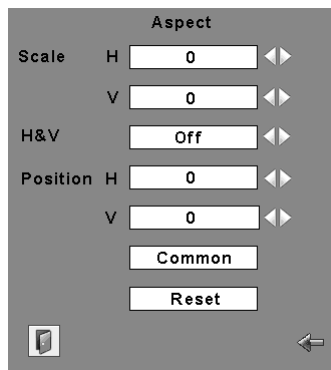 Aspect
Scale H 0
V 0
H&V Off
Position H 0
V 0
Common
Reset